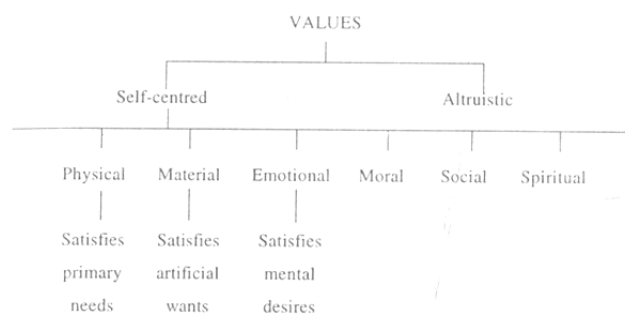 VALUES
Self-centred Altruistic
Physical Material Emotional Moral Social Spiritual
Satisfies Satisfies Satisfies
primary artificial mental
needs wants desires